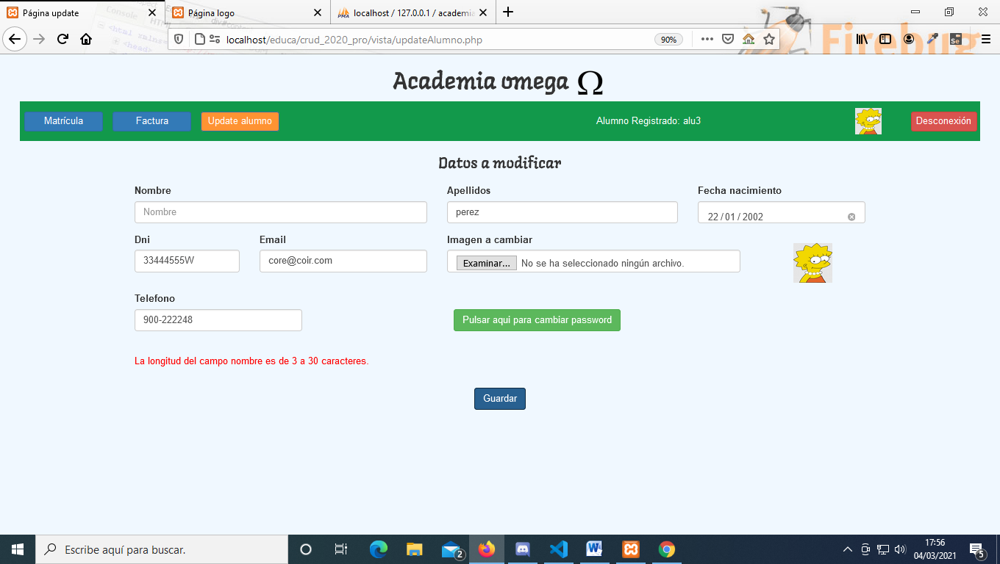 Página update
Página logo
localhost / 127.0.0.1 / academia
localhost/educa/crud_2020_pro/vista/updateAlumno.php
90%
Firebug
Academia omega Ω
Matrícula
Factura
Update alumno
Alumno Registrado: alu3
Desconexión
Datos a modificar
Nombre
Apellidos
Fecha nacimiento
Nombre
perez
22 / 01 / 2002
Dni
Email
Imagen a cambiar
33444555W
core@coir.com
Examinar... No se ha seleccionado ningún archivo.
Telefono
900-222248
Pulsar aqui para cambiar password
La longitud del campo nombre es de 3 a 30 caracteres.
Guardar
Escribe aquí para buscar.
2
17:56
04/03/2021
5